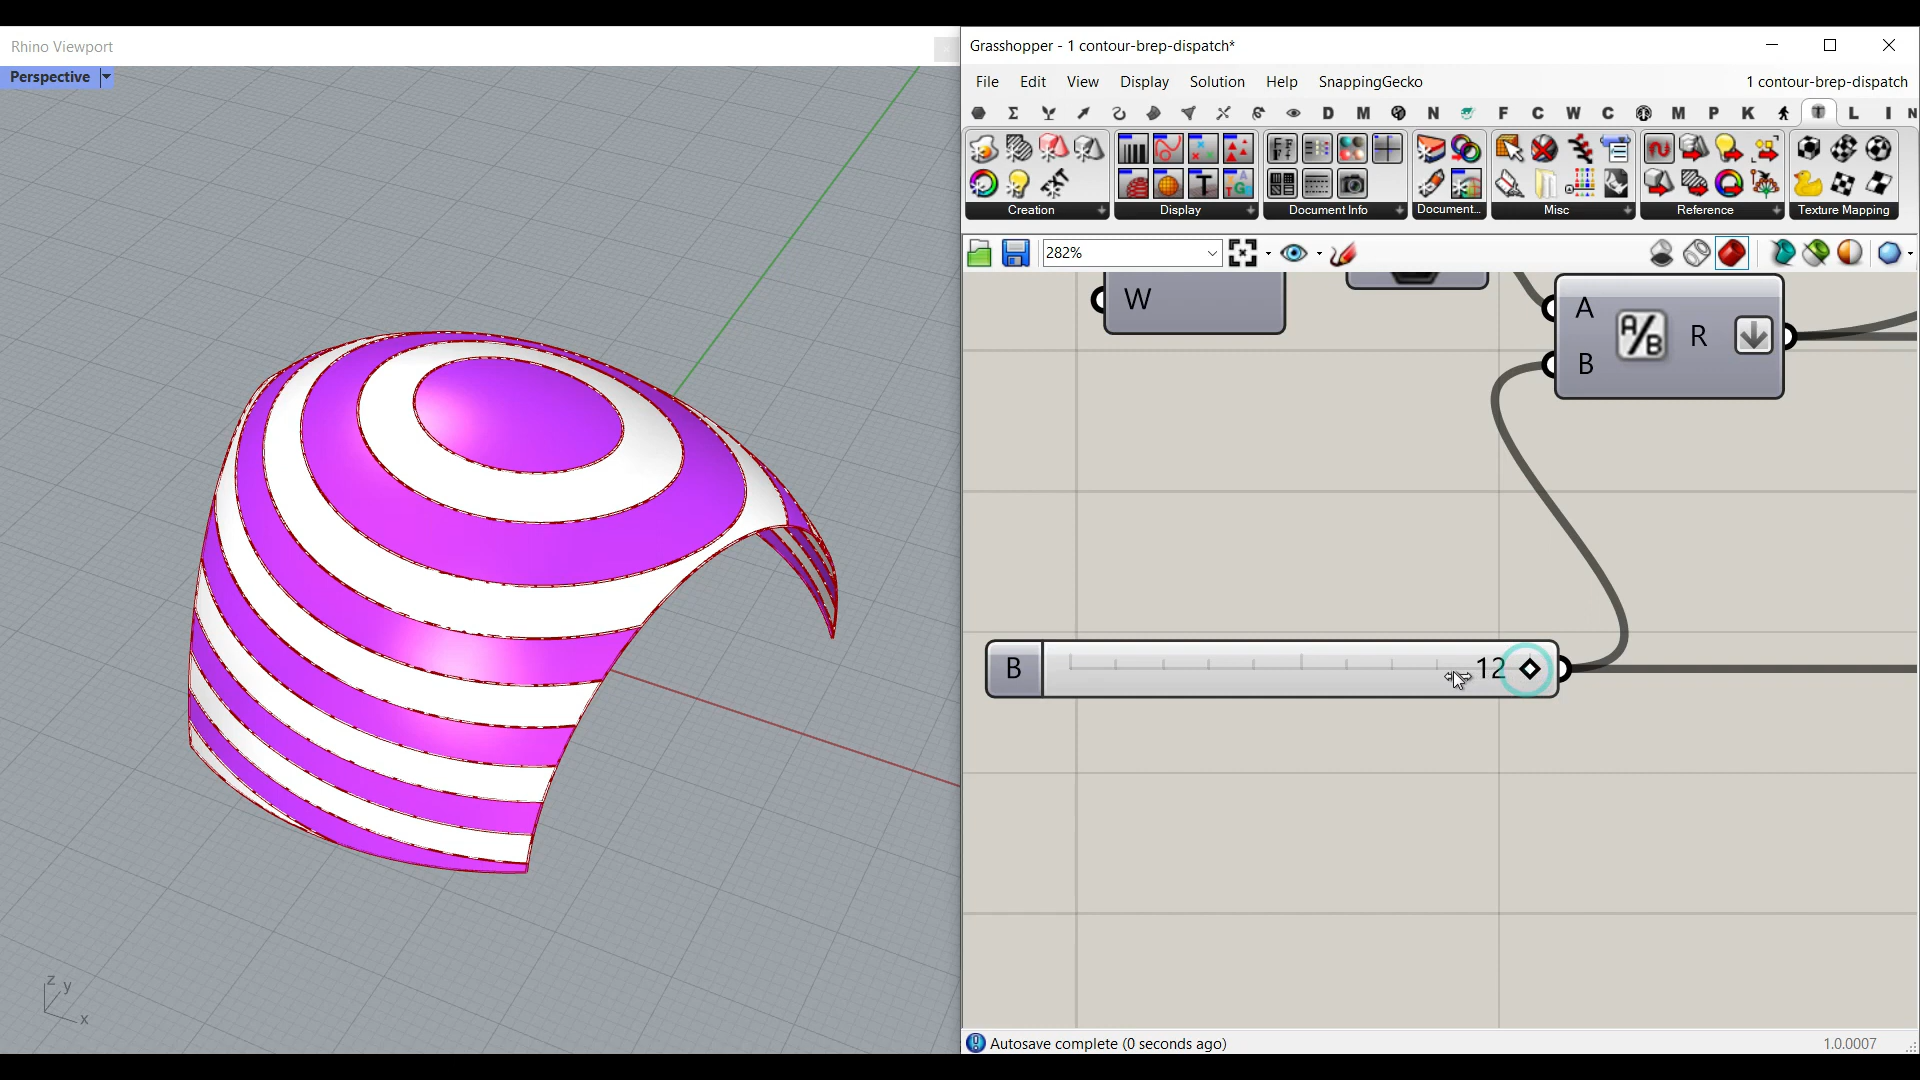 Rhino Viewport
Perspective
z
y
x
Grasshopper - 1 contour-brep-dispatch*
File Edit View Display Solution Help SnappingGecko 1 contour-brep-dispatch
D M N F C W C M P K L I N
Creation Display Document Info Document... Misc Reference Texture Mapping
282%
W
A
B
A/B
R
B 12
Autosave complete (0 seconds ago) 1.0.0007